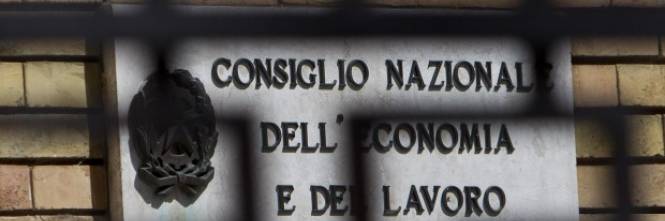 CONSIGLIO NAZIONALE
DELL'ECONOMIA
E DEL LAVORO